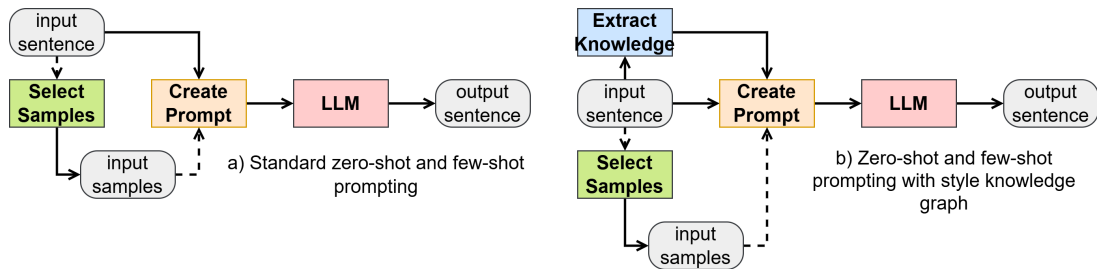 input
sentence
Select
Samples
input
samples
Create
Prompt
LLM
output
sentence
a) Standard zero-shot and few-shot
prompting
Extract
Knowledge
input
sentence
Select
Samples
input
samples
Create
Prompt
LLM
output
sentence
b) Zero-shot and few-shot
prompting with style knowledge
graph